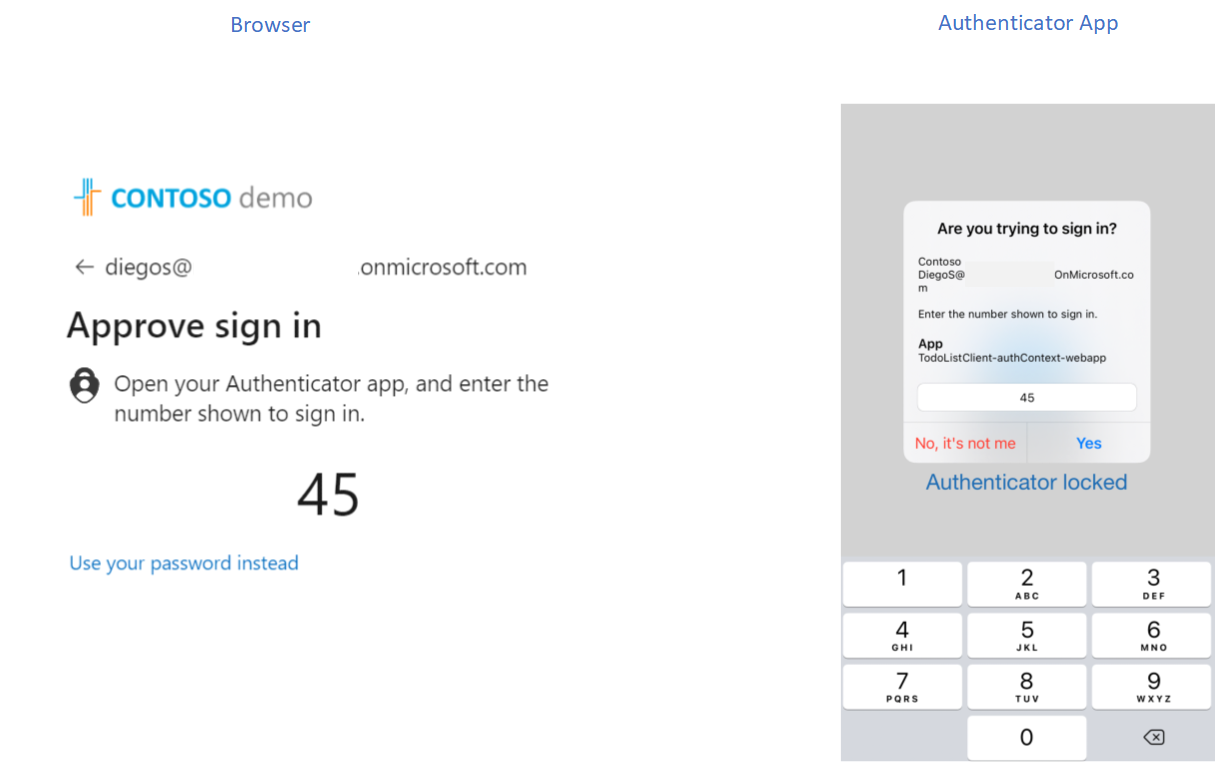 Browser
Authenticator App
CONTOSO demo
← diegos@ .onmicrosoft.com
Approve sign in
Open your Authenticator app, and enter the
number shown to sign in.
45
Use your password instead
Are you trying to sign in?
Contoso
DiegoS@ OnMicrosoft.co
m
Enter the number shown to sign in.
App
TodoListClient-authContext-webapp
45
No, it's not me Yes
Authenticator locked
1 2 3
ABC DEF
4 5 6
GHI JKL MNO
7 8 9
PQRS TUV WXYZ
0